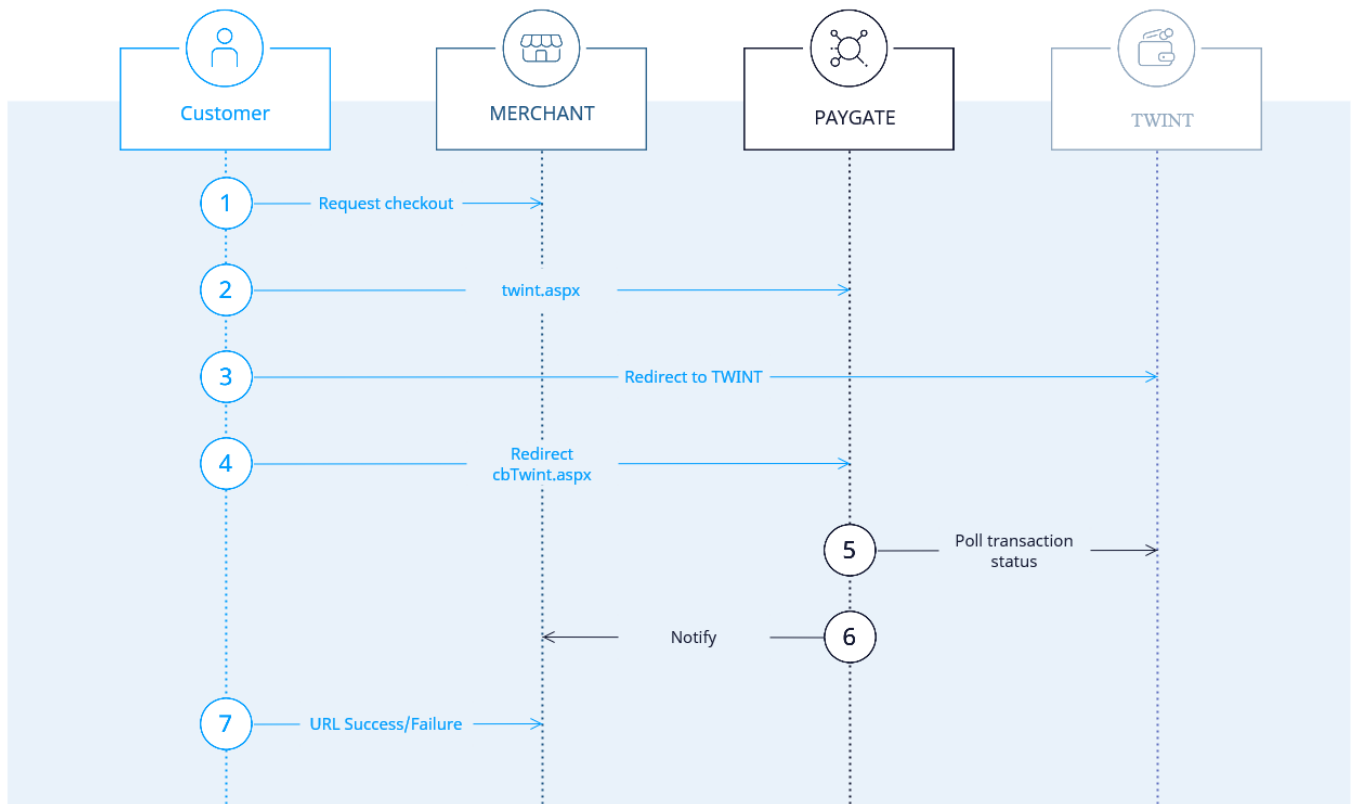 Customer
MERCHANT
PAYGATE
TWINT
1
Request checkout
2
twint.aspx
3
Redirect to TWINT
4
Redirect
cbTwint.aspx
5
Poll transaction
status
Notify
6
7
URL Success/Failure